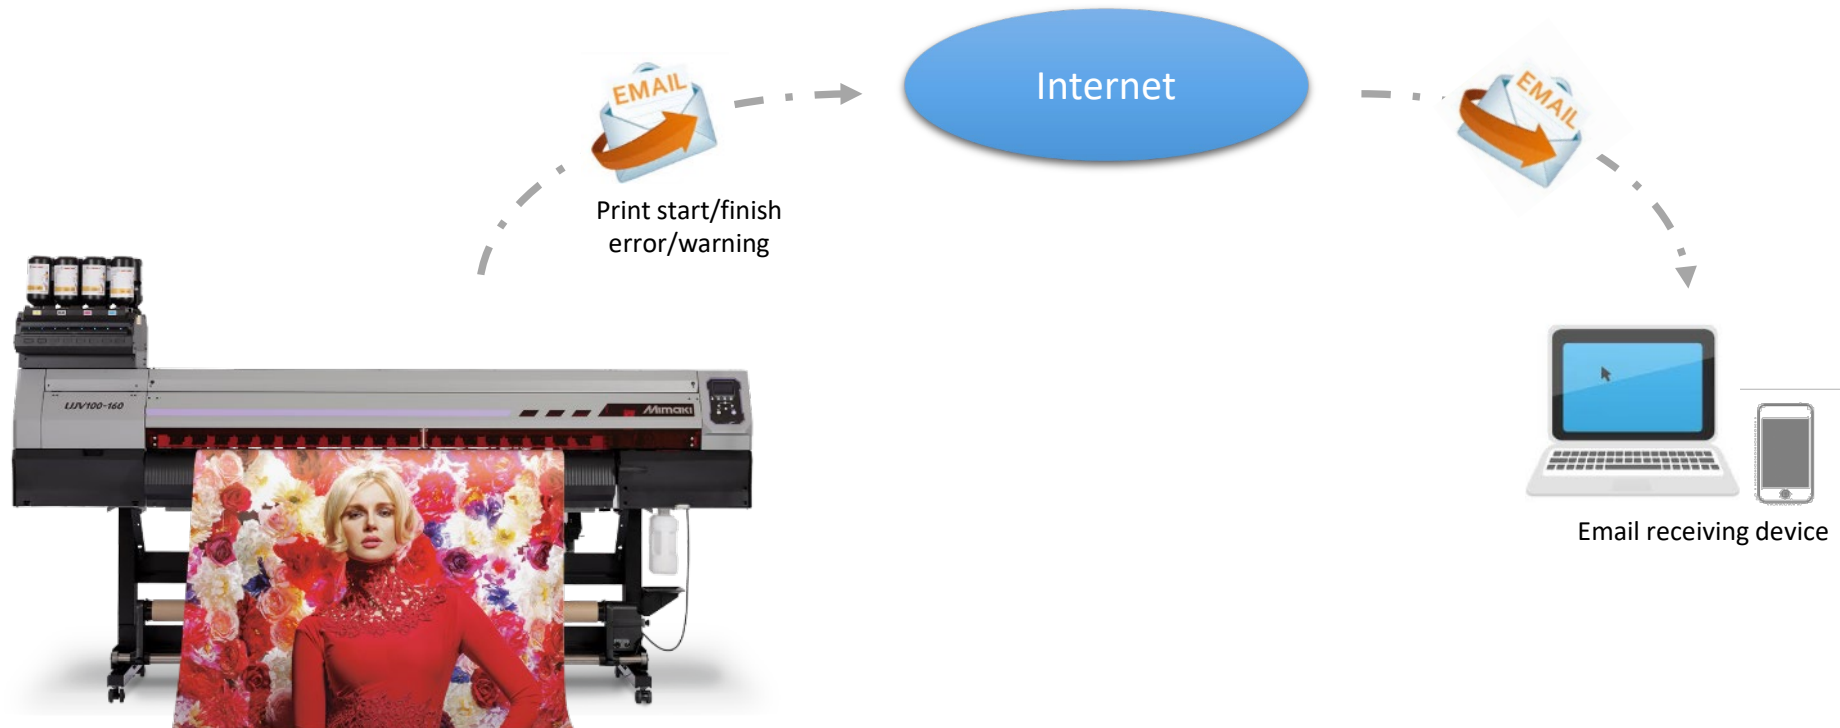 EMAIL
Internet
EMAIL
Print start/finish
error/warning
UJV100-160
Mimaki
Email receiving device